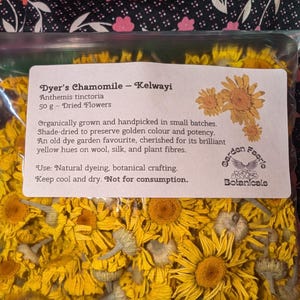 Dyer's Chamomile – Kelwayi
Anthemis tinctoria
50 g – Dried Flowers
Organically grown and handpicked in small batches.
Shade-dried to preserve golden colour and potency.
An old dye garden favourite, cherished for its brilliant
yellow hues on wool, silk, and plant fibres.
Use: Natural dyeing, botanical crafting.
Keep cool and dry. Not for consumption.
Garden Faerie
Botanicals